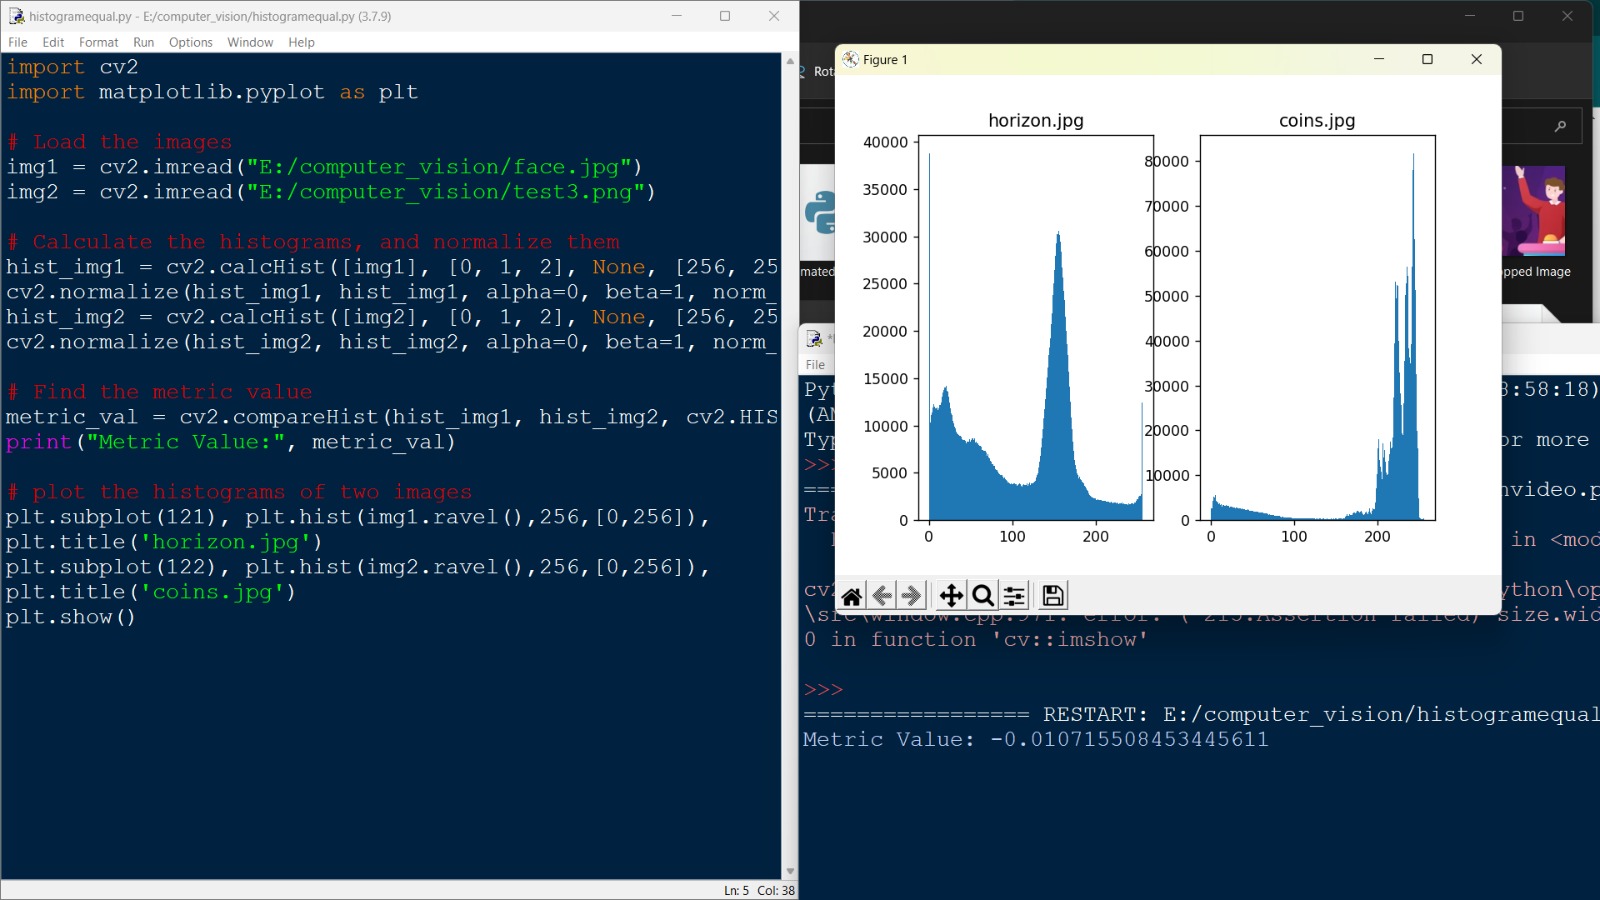 histogramequal.py - E:/computer_vision/histogramequal.py (3.7.9)
File Edit Format Run Options Window Help
import cv2
import matplotlib.pyplot as plt
# Load the images
img1 = cv2.imread("E:/computer_vision/face.jpg")
img2 = cv2.imread("E:/computer_vision/test3.png")
# Calculate the histograms, and normalize them
hist_img1 = cv2.calcHist([img1], [0, 1, 2], None, [256, 25
cv2.normalize(hist_img1, hist_img1, alpha=0, beta=1, norm_
hist_img2 = cv2.calcHist([img2], [0, 1, 2], None, [256, 25
cv2.normalize(hist_img2, hist_img2, alpha=0, beta=1, norm_
# Find the metric value
metric_val = cv2.compareHist(hist_img1, hist_img2, cv2.HIS
print("Metric Value:", metric_val)
# plot the histograms of two images
plt.subplot(121), plt.hist(img1.ravel(),256,[0,256]),
plt.title('horizon.jpg')
plt.subplot(122), plt.hist(img2.ravel(),256,[0,256]),
plt.title('coins.jpg')
plt.show()
Ln: 5 Col: 38
Rota
Figure 1
horizon.jpg
40000
35000
30000
25000
20000
15000
10000
5000
0
0 100 200
coins.jpg
80000
70000
60000
50000
40000
30000
20000
10000
0
0 100 200
mated
pped Image
File
Pyt 8:58:18)
(AM
Typ or more
>>>
=== nvideo.p
Tra
in <mod
cv2 ython\op
\src\window.cpp:971: error: (-215:Assertion failed) size.wid
0 in function 'cv::imshow'
>>>
================= RESTART: E:/computer_vision/histogramequal
Metric Value: -0.010715508453445611